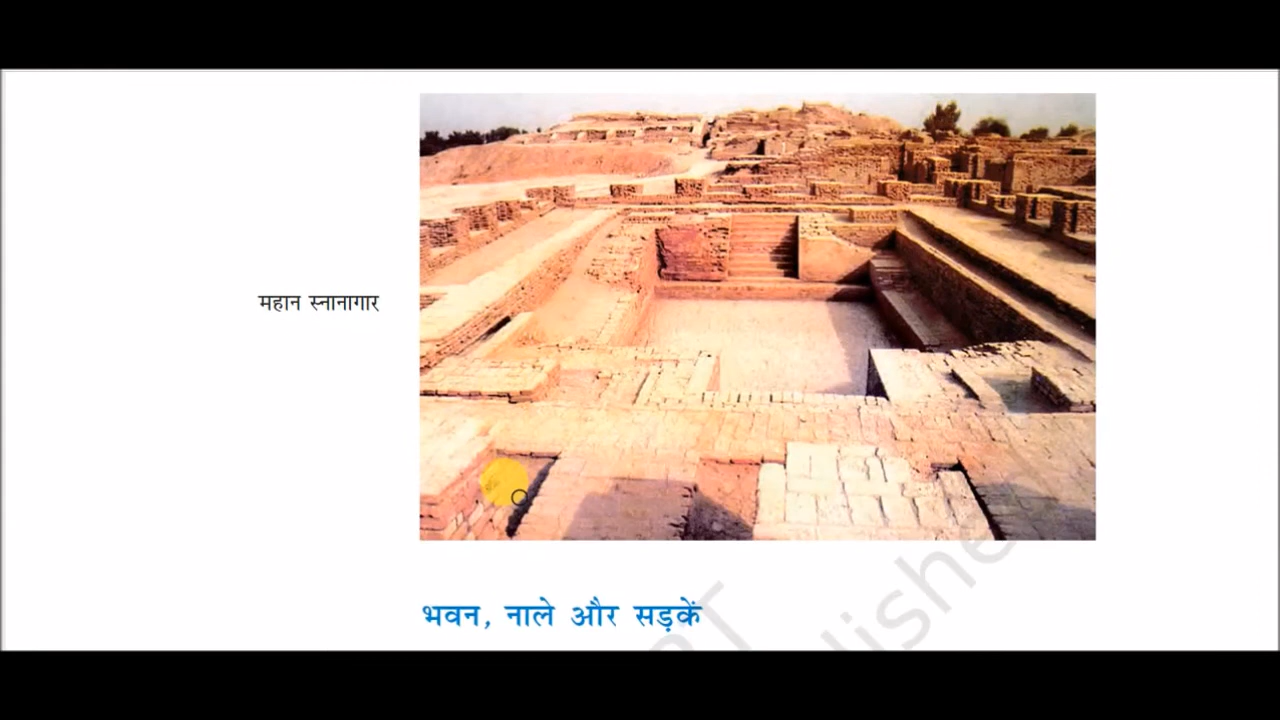 महान स्नानागार
भवन, नाले और सड़कें